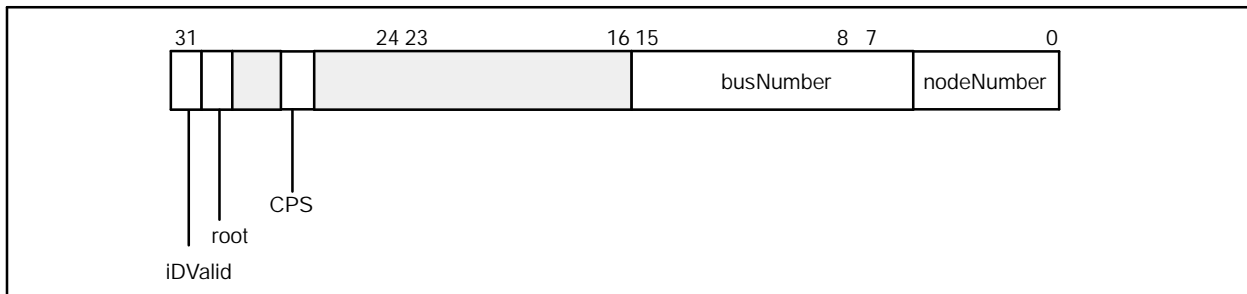 31 24 23 16 15 8 7 0
busNumber nodeNumber
CPS
root
iDValid